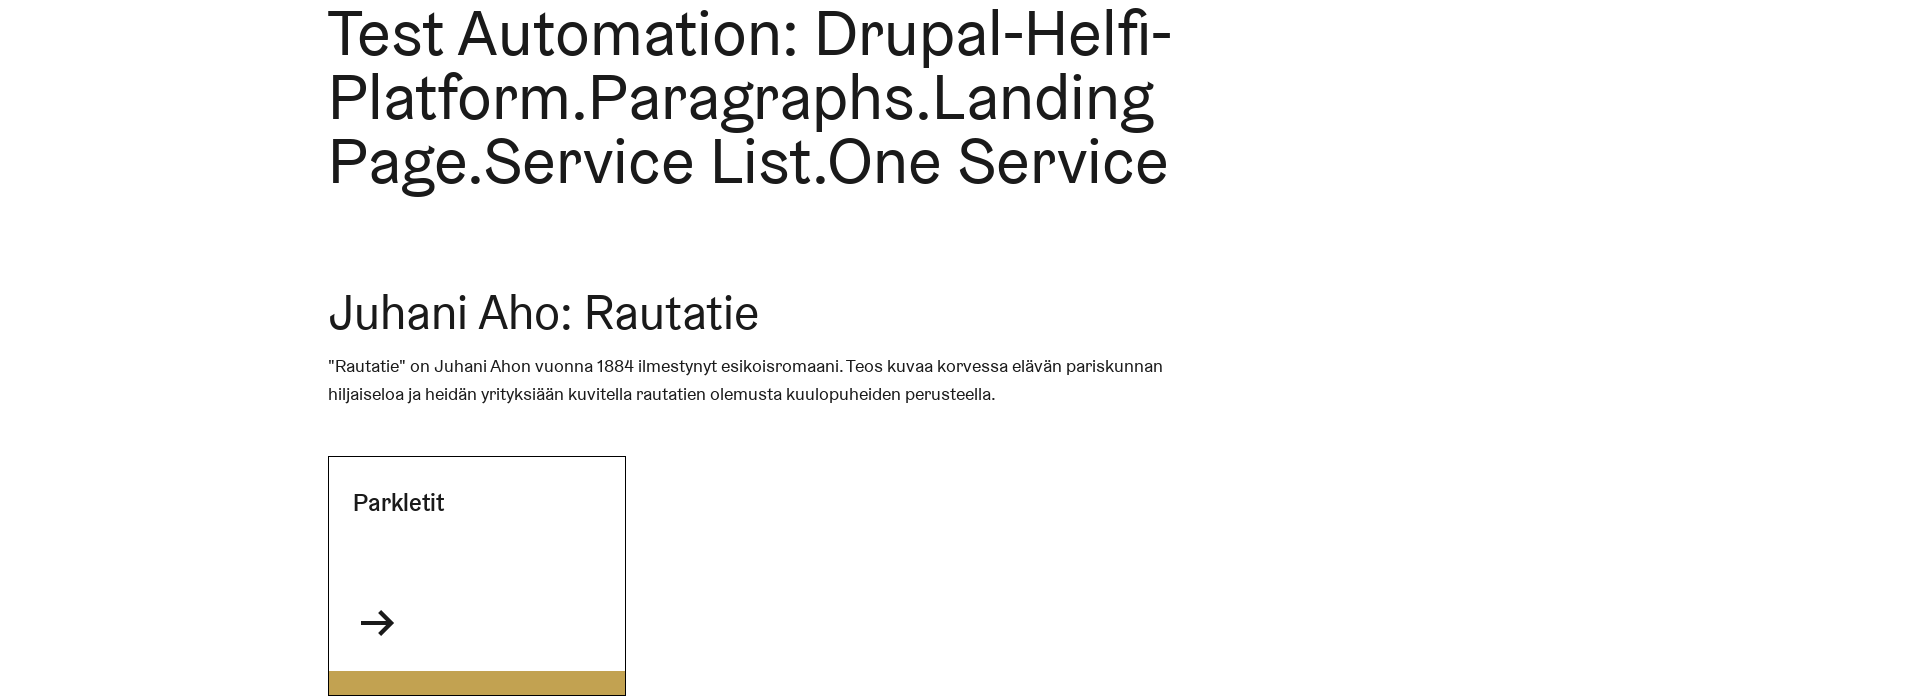 Test Automation: Drupal-Helfi-
Platform.Paragraphs.Landing
Page.Service List.One Service
Juhani Aho: Rautatie
"Rautatie" on Juhani Ahon vuonna 1884 ilmestynyt esikoisromaani. Teos kuvaa korvessa elävän pariskunnan
hiljaiseloa ja heidän yrityksiään kuvitella rautatien olemusta kuulopuheiden perusteella.
Parkletit